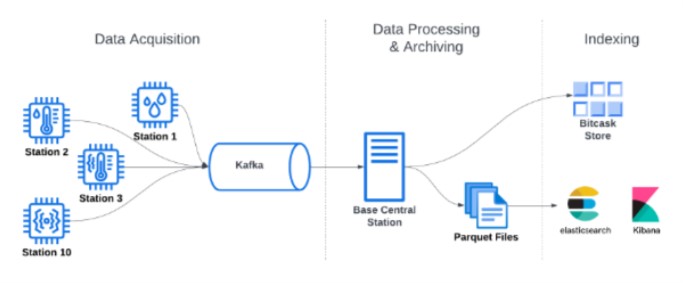 Data Acquisition
Data Processing
& Archiving
Indexing
Station 1
Station 2
Station 3
Station 10
Kafka
Base Central
Station
Parquet Files
Bitcask
Store
elasticsearch
Kibana